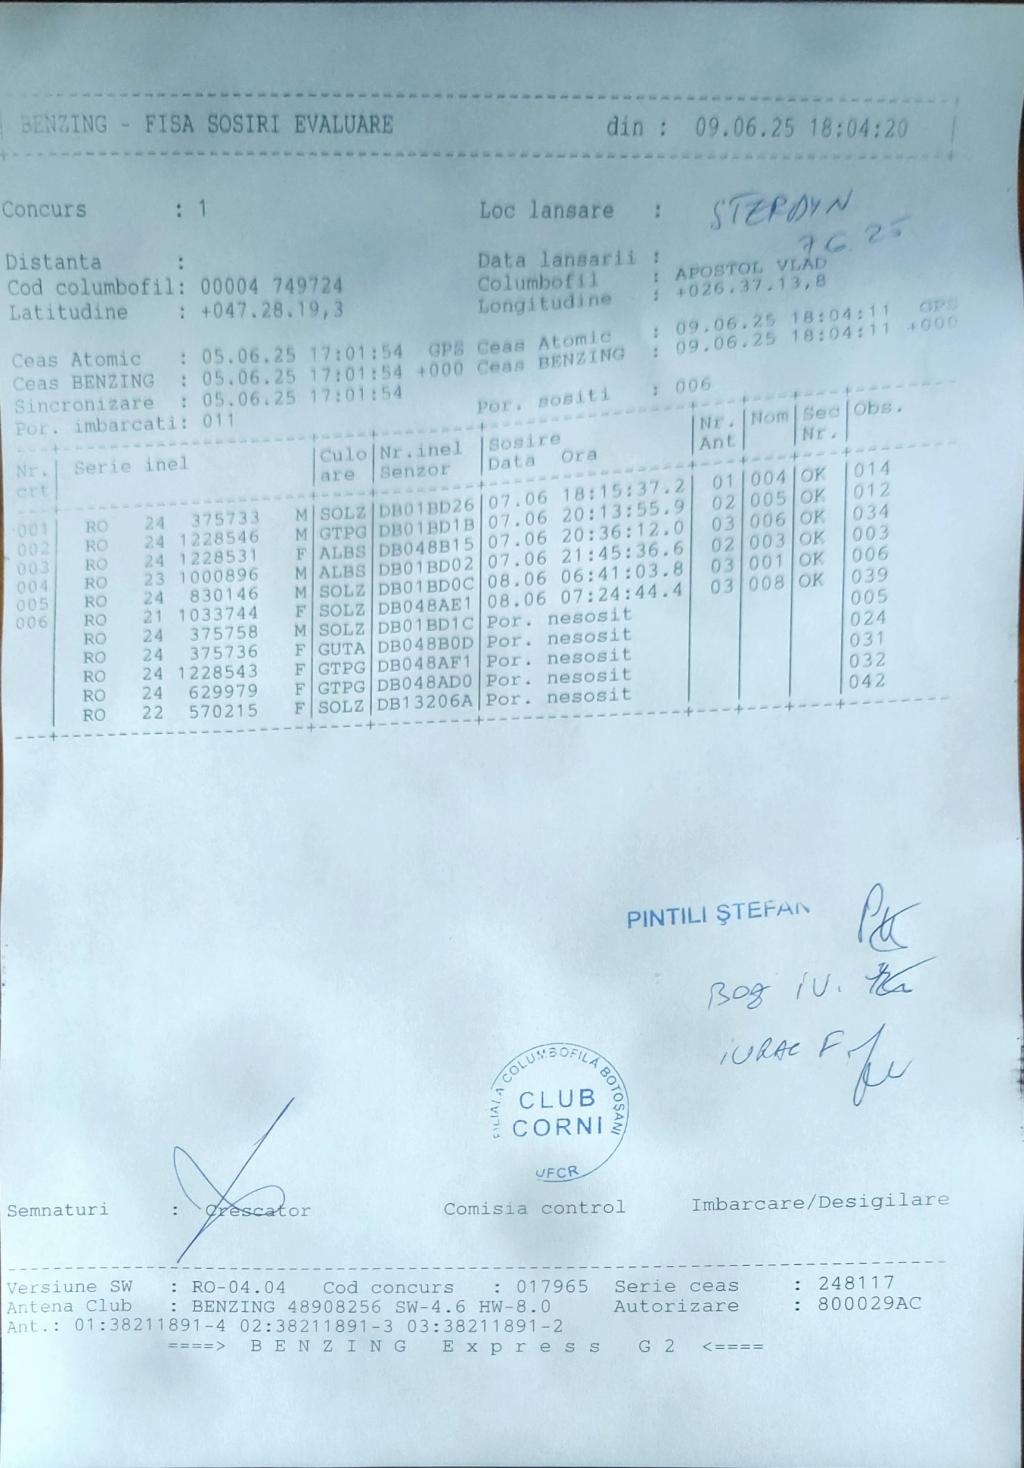 BENZING - FISA SOSIRI EVALUARE din : 09.06.25 18:04:20
Concurs : 1 Loc lansare : STERDYN
Distanta : Data lansarii : 7 6. 25
Cod columbofil: 00004 749724 Columbofil : APOSTOL VLAD
Latitudine : +047.28.19,3 Longitudine : +026.37.13,8
Ceas Atomic : 05.06.25 17:01:54 GPS Ceas Atomic : 09.06.25 18:04:11 GPS
Ceas BENZING : 05.06.25 17:01:54 +000 Ceas BENZING : 09.06.25 18:04:11 +000
Sincronizare : 05.06.25 17:01:54
Por. imbarcati: 011 Por. sositi : 006
Nr. crt Serie inel Culo are Nr.inel Senzor Sosire Data Ora Nr. Ant Nom Sec Nr. Obs.
001 RO 24 375733 M SOLZ DB01BD26 07.06 18:15:37.2 01 004 OK 014
002 RO 24 1228546 M GTPG DB01BD1B 07.06 20:13:55.9 02 005 OK 012
003 RO 24 1228531 F ALBS DB048B15 07.06 20:36:12.0 03 006 OK 034
004 RO 23 1000896 M ALBS DB01BD02 07.06 21:45:36.6 02 003 OK 003
005 RO 24 830146 M SOLZ DB01BD0C 08.06 06:41:03.8 03 001 OK 006
006 RO 21 1033744 F SOLZ DB048AE1 08.06 07:24:44.4 03 008 OK 039
RO 24 375758 M SOLZ DB01BD1C Por. nesosit 005
RO 24 375736 F GUTA DB048B0D Por. nesosit 024
RO 24 1228543 F GTPG DB048AF1 Por. nesosit 031
RO 24 629979 F GTPG DB048AD0 Por. nesosit 032
RO 22 570215 F SOLZ DB13206A Por. nesosit 042
PINTILI ŞTEFAN
Bog IV.
IURAC F.
FILIALA COLUMBOFILA BOTOŞANI
CLUB
CORNI
UFCR
Semnaturi : Crescator Comisia control Imbarcare/Desigilare
Versiune SW : RO-04.04 Cod concurs : 017965 Serie ceas : 248117
Antena Club : BENZING 48908256 SW-4.6 HW-8.0 Autorizare : 800029AC
Ant.: 01:38211891-4 02:38211891-3 03:38211891-2
====> B E N Z I N G E x p r e s s G 2 <====